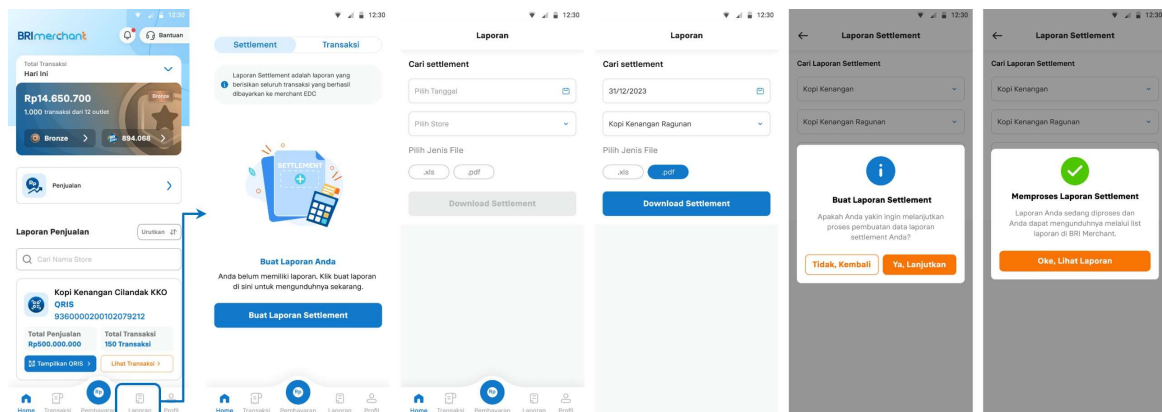 12:30
BRImerchant
Bantuan
Total Transaksi
Hari Ini
Rp14.650.700
Bronze
1.000 transaksi dari 12 outlet
Bronze >
894.068 >
Rp
Penjualan
Laporan Penjualan
Urutkan
Cari Nama Store
Kopi Kenangan Cilandak KKO
QRIS
9360000200102079212
Total Penjualan
Total Transaksi
Rp500.000.000
150 Transaksi
Tampilkan QRIS >
Lihat Transaksi >
Rp
Home
Transaksi
Pembayaran
Laporan
Profil
12:30
Settlement
Transaksi
Laporan Settlement adalah laporan yang
berisikan seluruh transaksi yang berhasil
dibayarkan ke merchant EDC
SETTLEMENT
Buat Laporan Anda
Anda belum memiliki laporan. Klik buat laporan
di sini untuk mengunduhnya sekarang.
Buat Laporan Settlement
Rp
Home
Transaksi
Pembayaran
Laporan
Profil
12:30
Laporan
Cari settlement
Pilih Tanggal
Pilih Store
Pilih Jenis File
.xls
.pdf
Download Settlement
Rp
Home
Transaksi
Pembayaran
Laporan
Profil
12:30
Laporan
Cari settlement
31/12/2023
Kopi Kenangan Ragunan
Pilih Jenis File
.xls
.pdf
Download Settlement
12:30
Laporan Settlement
Cari Laporan Settlement
Kopi Kenangan
Kopi Kenangan Ragunan
Buat Laporan Settlement
Apakah Anda yakin ingin melanjutkan
proses pembuatan data laporan
settlement Anda?
Tidak, Kembali
Ya, Lanjutkan
12:30
Laporan Settlement
Cari Laporan Settlement
Kopi Kenangan
Kopi Kenangan Ragunan
Memproses Laporan Settlement
Laporan Anda sedang diproses dan
Anda dapat mengunduhnya melalui list
laporan di BRI Merchant.
Oke, Lihat Laporan